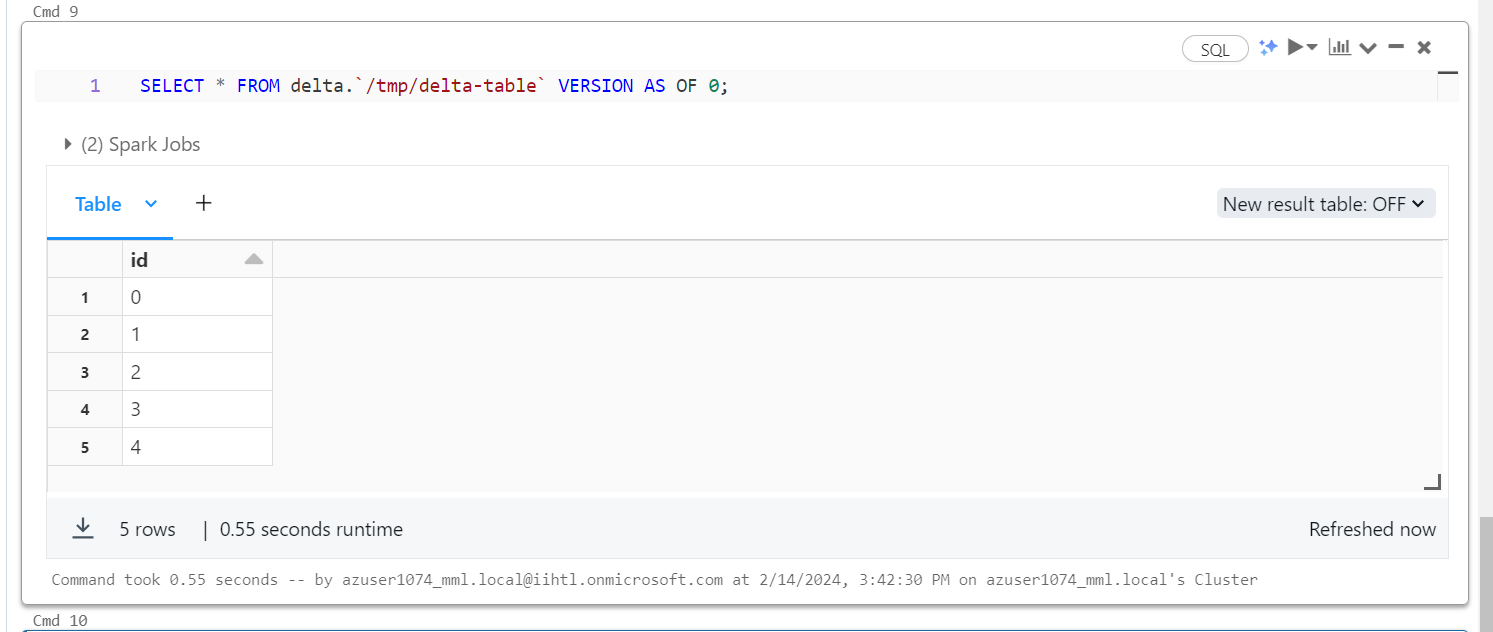 Cmd 9
SQL
1 SELECT * FROM delta.`/tmp/delta-table` VERSION AS OF 0;
(2) Spark Jobs
Table
New result table: OFF
id
1 0
2 1
3 2
4 3
5 4
5 rows | 0.55 seconds runtime
Refreshed now
Command took 0.55 seconds -- by azuser1074_mml.local@iihtl.onmicrosoft.com at 2/14/2024, 3:42:30 PM on azuser1074_mml.local's Cluster
Cmd 10